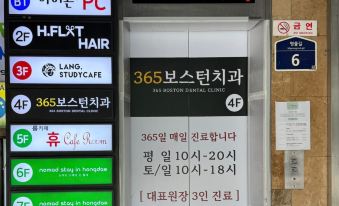 B1
PC
2F
H.FLAT
HAIR
3F
LANG.
STUDYCAFE
4F
365보스턴치과
365 BOSTON DENTAL CLINIC
5F
룸카페
휴 Cafe Room
6F
nomad stay in hongdae
7F
nomad stay in hongdae
365보스턴치과
365 BOSTON DENTAL CLINIC
4F
365일 매일 진료합니다
평 일 10시-20시
토/일 10시-18시
[ 대표원장 3인 진료 ]
금 연
6